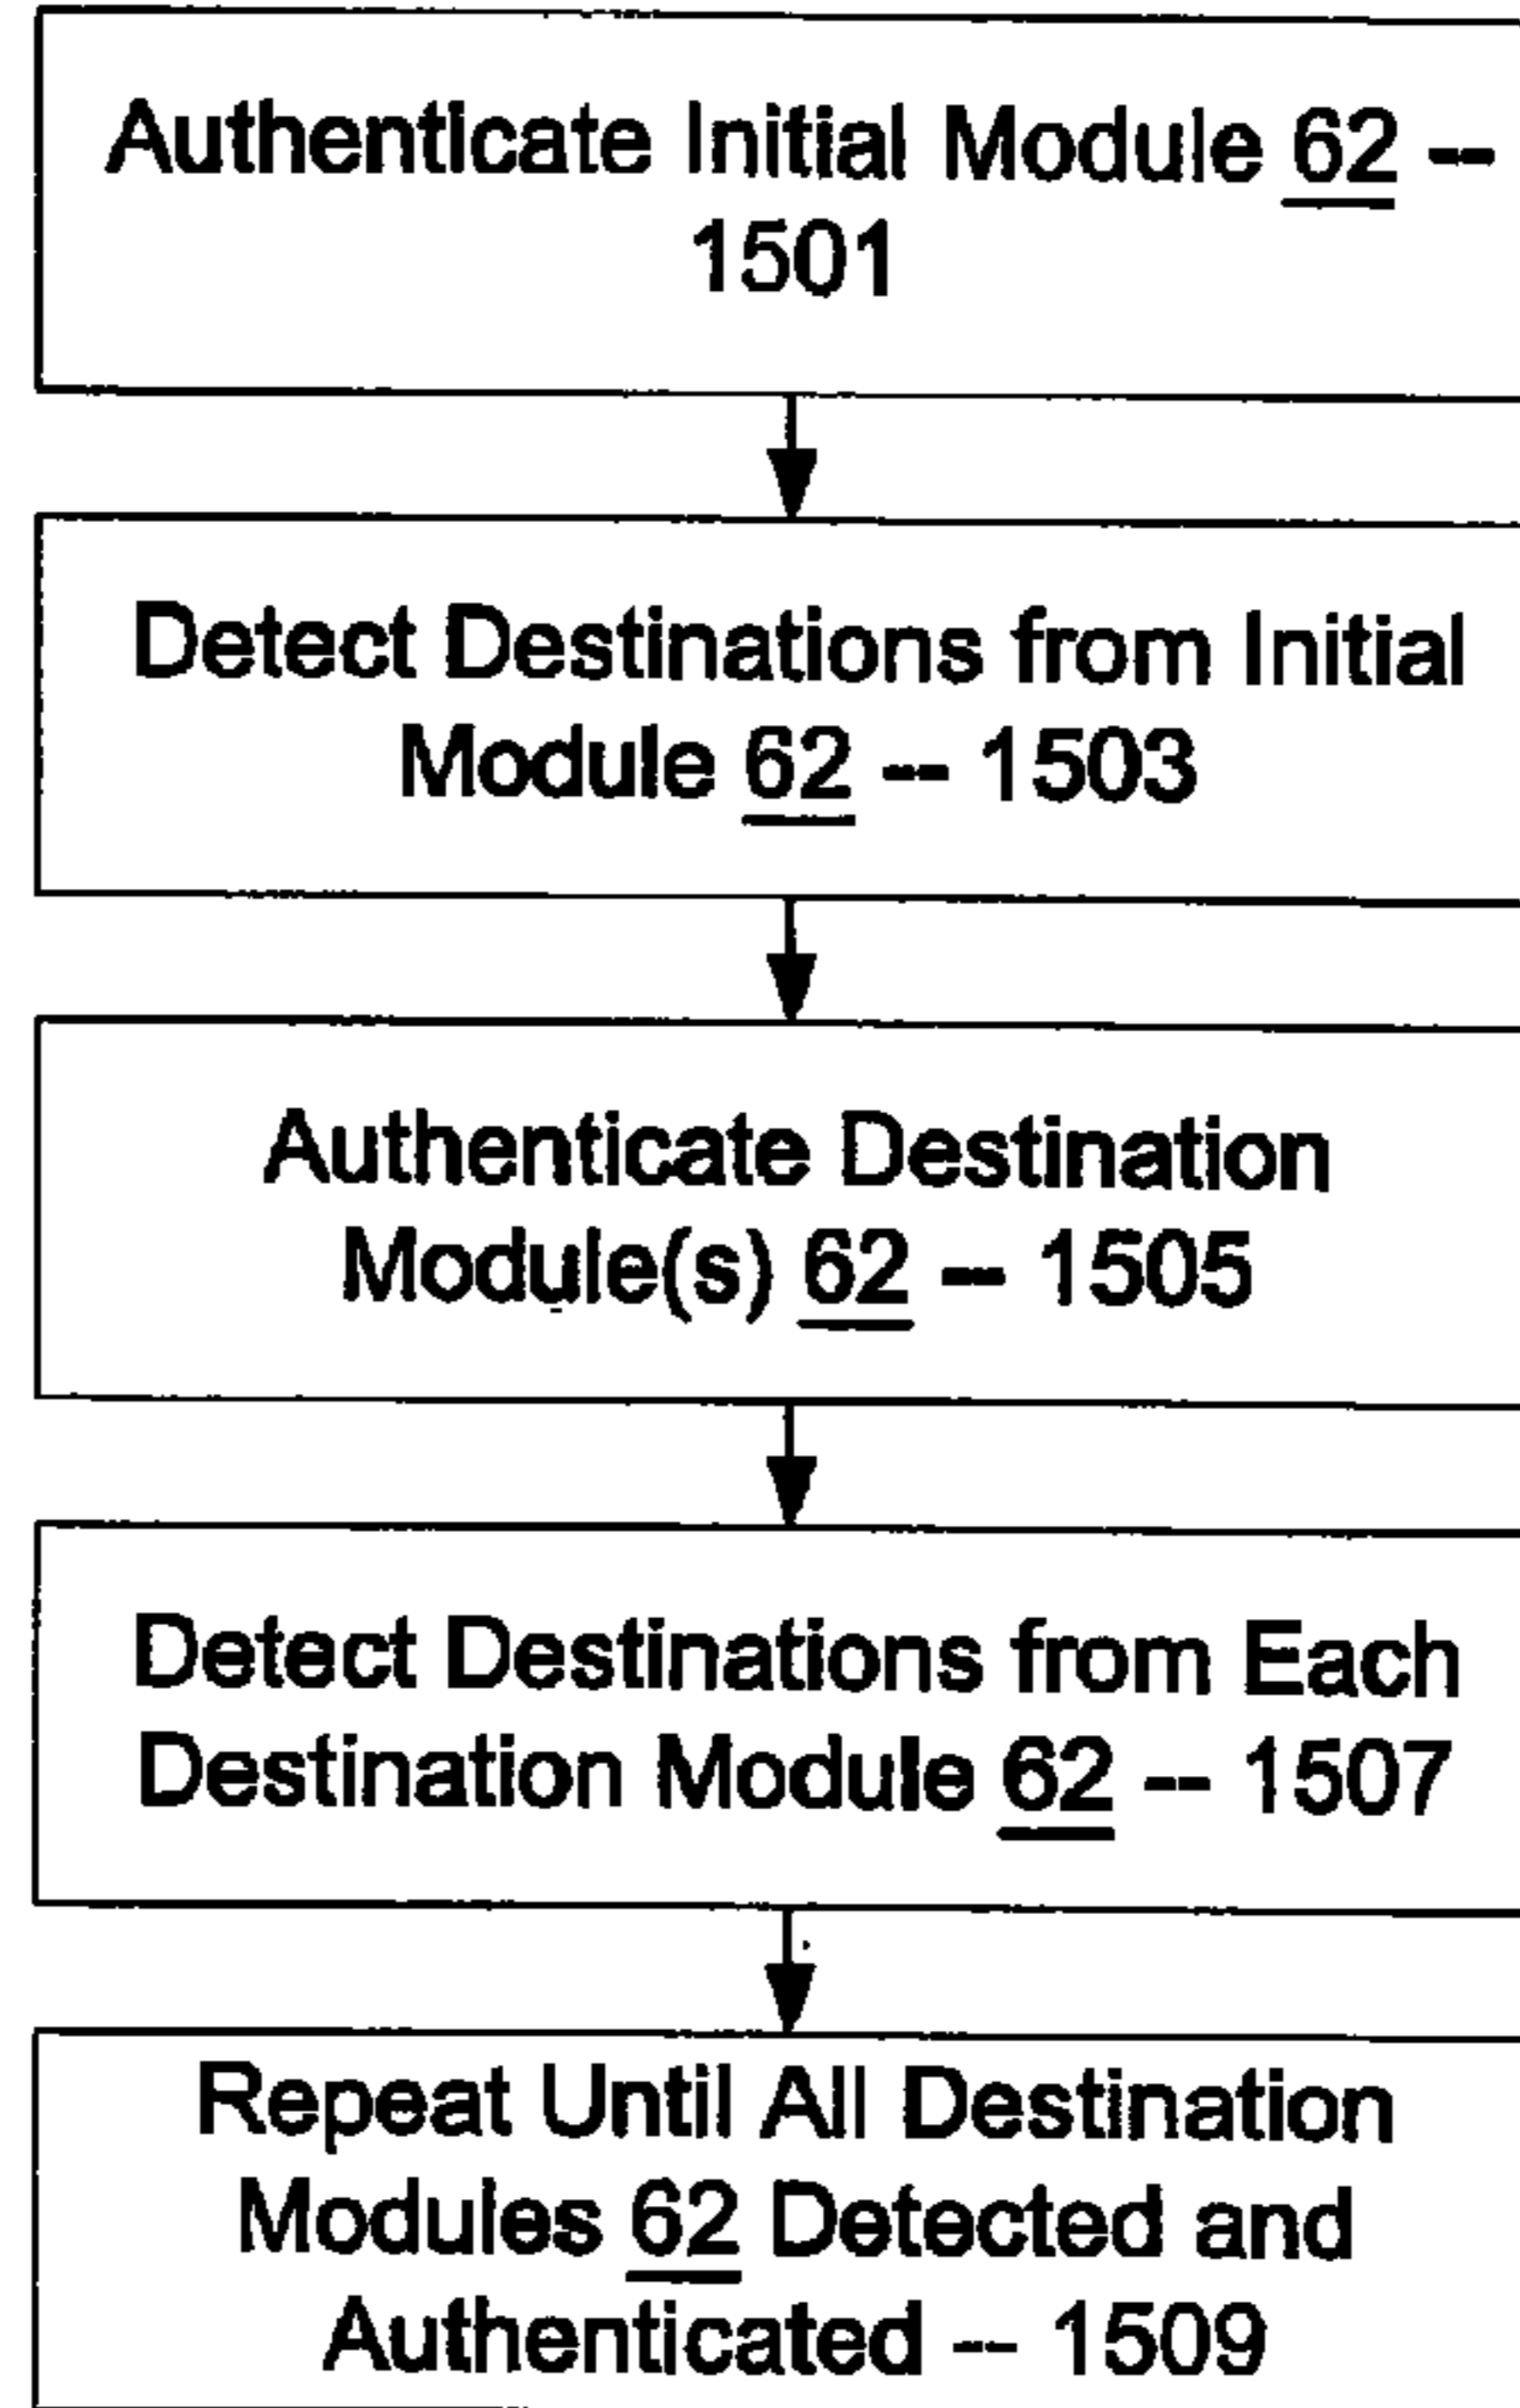 Authenticate Initial Module 62 --
1501
Detect Destinations from Initial
Module 62 -- 1503
Authenticate Destination
Module(s) 62 -- 1505
Detect Destinations from Each
Destination Module 62 -- 1507
Repeat Until All Destination
Modules 62 Detected and
Authenticated -- 1509